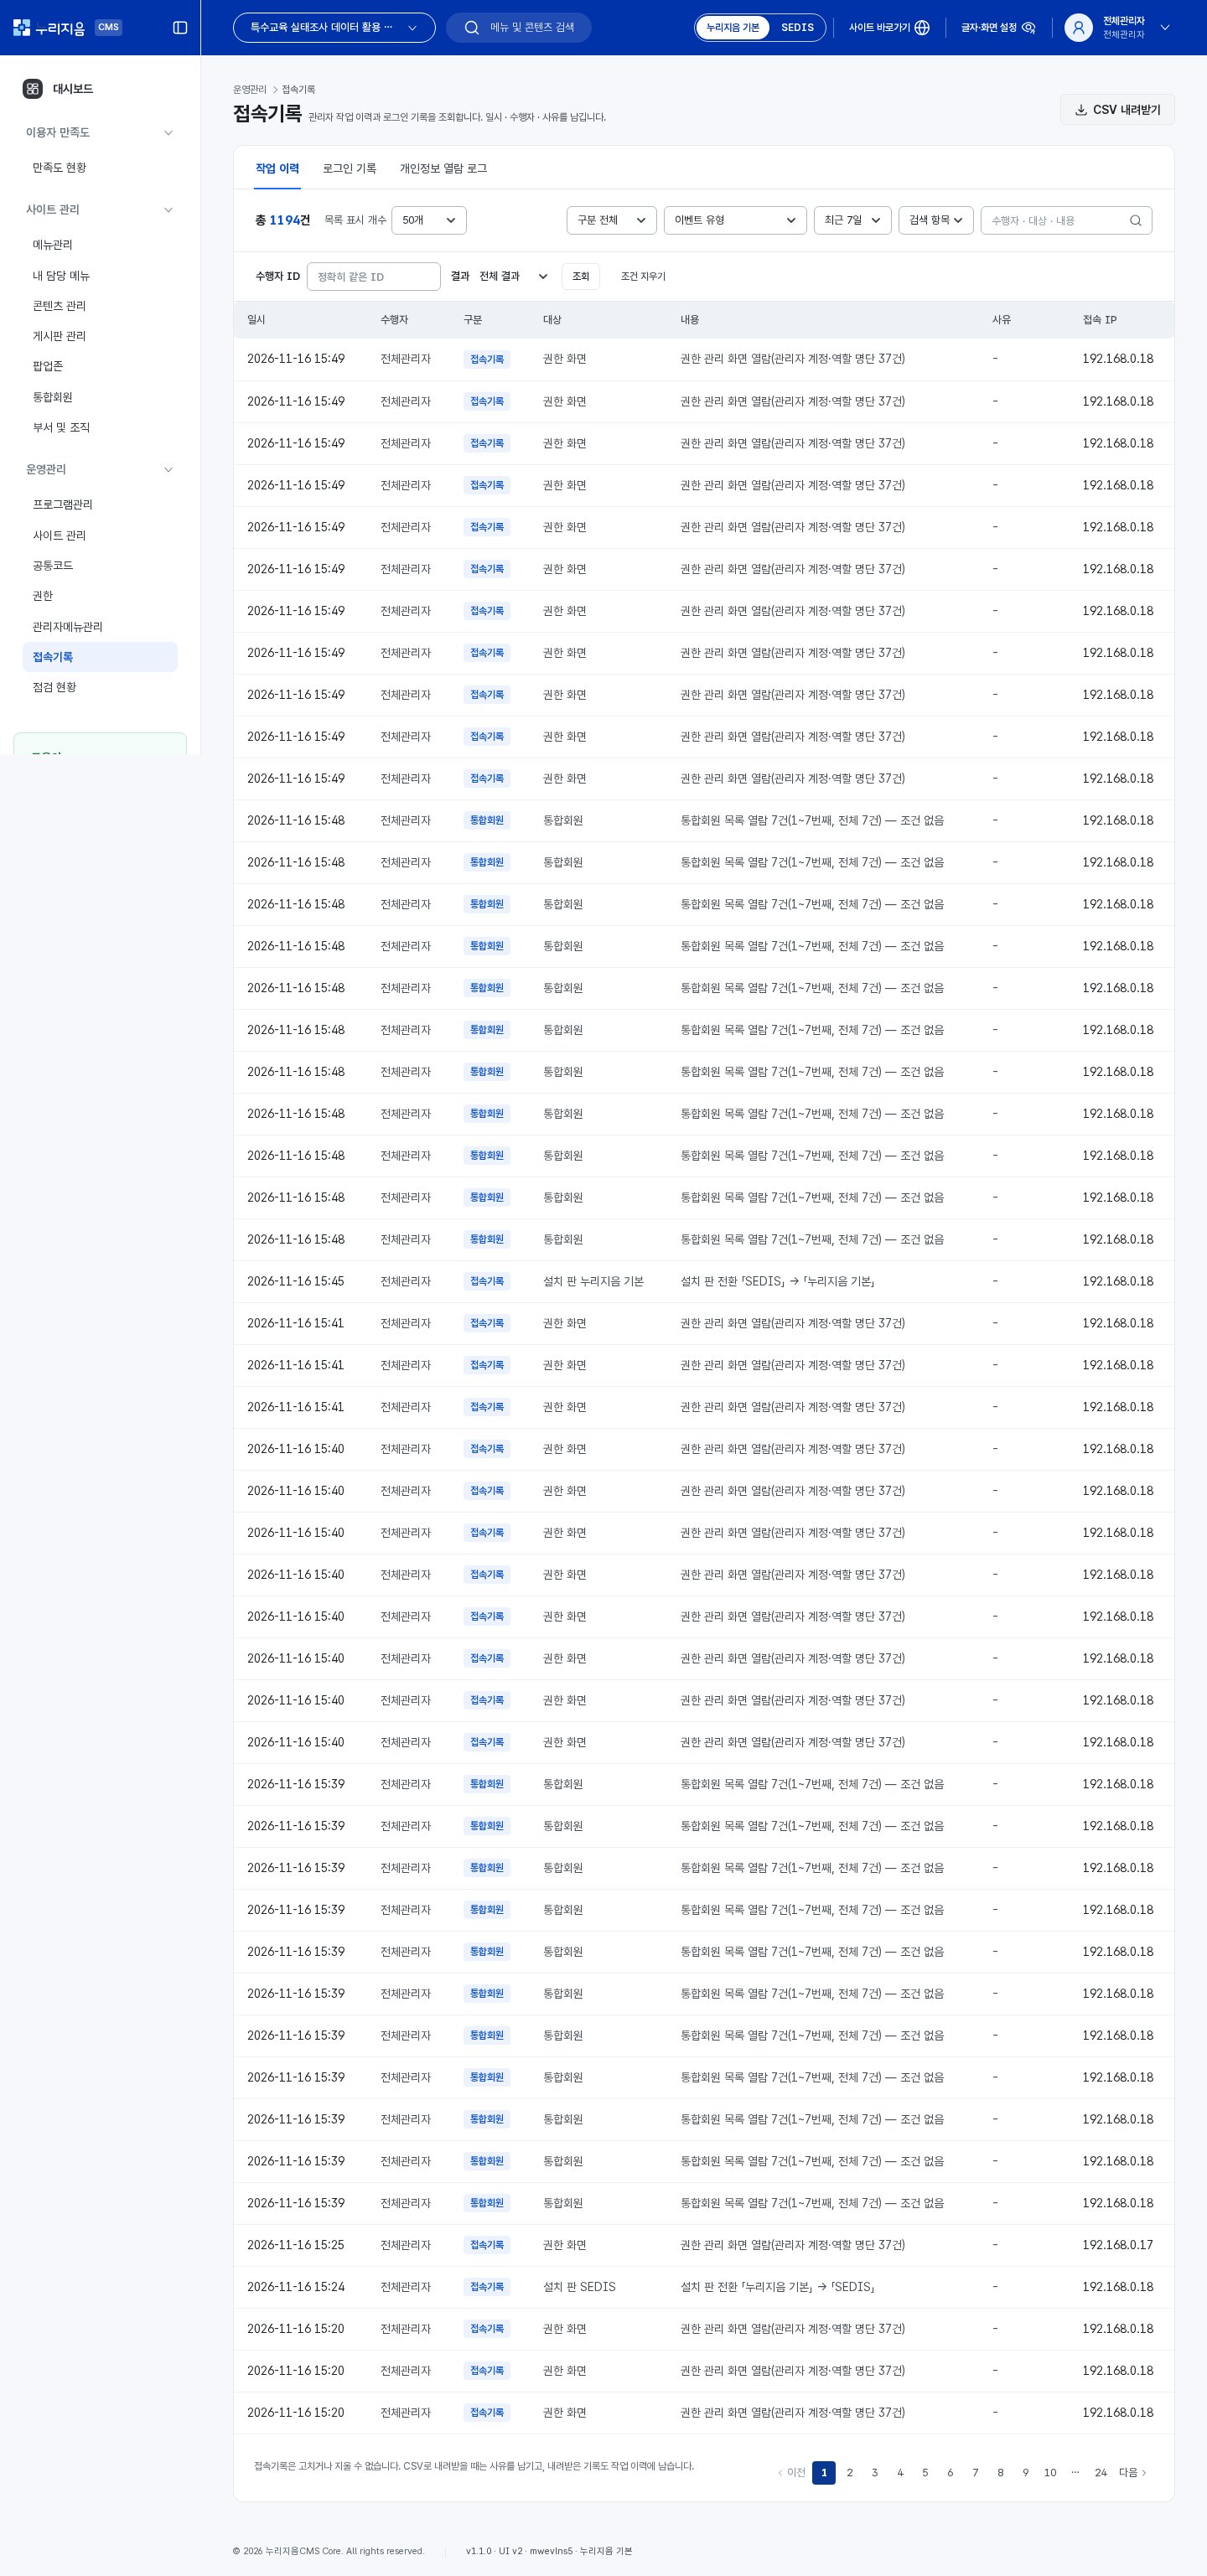 누리지음 CMS
특수교육 실태조사 데이터 활용 ···
메뉴 및 콘텐츠 검색
누리지음 기본 SEDIS
사이트 바로가기
글자·화면 설정
전체관리자
전체관리자
대시보드
이용자 만족도
만족도 현황
사이트 관리
메뉴관리
내 담당 메뉴
콘텐츠 관리
게시판 관리
팝업존
통합회원
부서 및 조직
운영관리
프로그램관리
사이트 관리
공통코드
권한
관리자메뉴관리
접속기록
점검 현황
운영관리 > 접속기록
접속기록 관리자 작업 이력과 로그인 기록을 조회합니다. 일시 · 수행자 · 사유를 남깁니다.
CSV 내려받기
작업 이력 로그인 기록 개인정보 열람 로그
총 1194건 목록 표시 개수 50개 구분 전체 이벤트 유형 최근 7일 검색 항목 수행자 · 대상 · 내용
수행자 ID 정확히 같은 ID 결과 전체 결과 조회 조건 지우기
일시 수행자 구분 대상 내용 사유 접속 IP
2026-11-16 15:49 전체관리자 접속기록 권한 화면 권한 관리 화면 열람(관리자 계정·역할 명단 37건) - 192.168.0.18
2026-11-16 15:49 전체관리자 접속기록 권한 화면 권한 관리 화면 열람(관리자 계정·역할 명단 37건) - 192.168.0.18
2026-11-16 15:49 전체관리자 접속기록 권한 화면 권한 관리 화면 열람(관리자 계정·역할 명단 37건) - 192.168.0.18
2026-11-16 15:49 전체관리자 접속기록 권한 화면 권한 관리 화면 열람(관리자 계정·역할 명단 37건) - 192.168.0.18
2026-11-16 15:49 전체관리자 접속기록 권한 화면 권한 관리 화면 열람(관리자 계정·역할 명단 37건) - 192.168.0.18
2026-11-16 15:49 전체관리자 접속기록 권한 화면 권한 관리 화면 열람(관리자 계정·역할 명단 37건) - 192.168.0.18
2026-11-16 15:49 전체관리자 접속기록 권한 화면 권한 관리 화면 열람(관리자 계정·역할 명단 37건) - 192.168.0.18
2026-11-16 15:49 전체관리자 접속기록 권한 화면 권한 관리 화면 열람(관리자 계정·역할 명단 37건) - 192.168.0.18
2026-11-16 15:49 전체관리자 접속기록 권한 화면 권한 관리 화면 열람(관리자 계정·역할 명단 37건) - 192.168.0.18
2026-11-16 15:49 전체관리자 접속기록 권한 화면 권한 관리 화면 열람(관리자 계정·역할 명단 37건) - 192.168.0.18
2026-11-16 15:49 전체관리자 접속기록 권한 화면 권한 관리 화면 열람(관리자 계정·역할 명단 37건) - 192.168.0.18
2026-11-16 15:48 전체관리자 통합회원 통합회원 통합회원 목록 열람 7건(1~7번째, 전체 7건) — 조건 없음 - 192.168.0.18
2026-11-16 15:48 전체관리자 통합회원 통합회원 통합회원 목록 열람 7건(1~7번째, 전체 7건) — 조건 없음 - 192.168.0.18
2026-11-16 15:48 전체관리자 통합회원 통합회원 통합회원 목록 열람 7건(1~7번째, 전체 7건) — 조건 없음 - 192.168.0.18
2026-11-16 15:48 전체관리자 통합회원 통합회원 통합회원 목록 열람 7건(1~7번째, 전체 7건) — 조건 없음 - 192.168.0.18
2026-11-16 15:48 전체관리자 통합회원 통합회원 통합회원 목록 열람 7건(1~7번째, 전체 7건) — 조건 없음 - 192.168.0.18
2026-11-16 15:48 전체관리자 통합회원 통합회원 통합회원 목록 열람 7건(1~7번째, 전체 7건) — 조건 없음 - 192.168.0.18
2026-11-16 15:48 전체관리자 통합회원 통합회원 통합회원 목록 열람 7건(1~7번째, 전체 7건) — 조건 없음 - 192.168.0.18
2026-11-16 15:48 전체관리자 통합회원 통합회원 통합회원 목록 열람 7건(1~7번째, 전체 7건) — 조건 없음 - 192.168.0.18
2026-11-16 15:48 전체관리자 통합회원 통합회원 통합회원 목록 열람 7건(1~7번째, 전체 7건) — 조건 없음 - 192.168.0.18
2026-11-16 15:48 전체관리자 통합회원 통합회원 통합회원 목록 열람 7건(1~7번째, 전체 7건) — 조건 없음 - 192.168.0.18
2026-11-16 15:48 전체관리자 통합회원 통합회원 통합회원 목록 열람 7건(1~7번째, 전체 7건) — 조건 없음 - 192.168.0.18
2026-11-16 15:45 전체관리자 접속기록 설치 판 누리지음 기본 설치 판 전환 「SEDIS」 → 「누리지음 기본」 - 192.168.0.18
2026-11-16 15:41 전체관리자 접속기록 권한 화면 권한 관리 화면 열람(관리자 계정·역할 명단 37건) - 192.168.0.18
2026-11-16 15:41 전체관리자 접속기록 권한 화면 권한 관리 화면 열람(관리자 계정·역할 명단 37건) - 192.168.0.18
2026-11-16 15:41 전체관리자 접속기록 권한 화면 권한 관리 화면 열람(관리자 계정·역할 명단 37건) - 192.168.0.18
2026-11-16 15:40 전체관리자 접속기록 권한 화면 권한 관리 화면 열람(관리자 계정·역할 명단 37건) - 192.168.0.18
2026-11-16 15:40 전체관리자 접속기록 권한 화면 권한 관리 화면 열람(관리자 계정·역할 명단 37건) - 192.168.0.18
2026-11-16 15:40 전체관리자 접속기록 권한 화면 권한 관리 화면 열람(관리자 계정·역할 명단 37건) - 192.168.0.18
2026-11-16 15:40 전체관리자 접속기록 권한 화면 권한 관리 화면 열람(관리자 계정·역할 명단 37건) - 192.168.0.18
2026-11-16 15:40 전체관리자 접속기록 권한 화면 권한 관리 화면 열람(관리자 계정·역할 명단 37건) - 192.168.0.18
2026-11-16 15:40 전체관리자 접속기록 권한 화면 권한 관리 화면 열람(관리자 계정·역할 명단 37건) - 192.168.0.18
2026-11-16 15:40 전체관리자 접속기록 권한 화면 권한 관리 화면 열람(관리자 계정·역할 명단 37건) - 192.168.0.18
2026-11-16 15:40 전체관리자 접속기록 권한 화면 권한 관리 화면 열람(관리자 계정·역할 명단 37건) - 192.168.0.18
2026-11-16 15:39 전체관리자 통합회원 통합회원 통합회원 목록 열람 7건(1~7번째, 전체 7건) — 조건 없음 - 192.168.0.18
2026-11-16 15:39 전체관리자 통합회원 통합회원 통합회원 목록 열람 7건(1~7번째, 전체 7건) — 조건 없음 - 192.168.0.18
2026-11-16 15:39 전체관리자 통합회원 통합회원 통합회원 목록 열람 7건(1~7번째, 전체 7건) — 조건 없음 - 192.168.0.18
2026-11-16 15:39 전체관리자 통합회원 통합회원 통합회원 목록 열람 7건(1~7번째, 전체 7건) — 조건 없음 - 192.168.0.18
2026-11-16 15:39 전체관리자 통합회원 통합회원 통합회원 목록 열람 7건(1~7번째, 전체 7건) — 조건 없음 - 192.168.0.18
2026-11-16 15:39 전체관리자 통합회원 통합회원 통합회원 목록 열람 7건(1~7번째, 전체 7건) — 조건 없음 - 192.168.0.18
2026-11-16 15:39 전체관리자 통합회원 통합회원 통합회원 목록 열람 7건(1~7번째, 전체 7건) — 조건 없음 - 192.168.0.18
2026-11-16 15:39 전체관리자 통합회원 통합회원 통합회원 목록 열람 7건(1~7번째, 전체 7건) — 조건 없음 - 192.168.0.18
2026-11-16 15:39 전체관리자 통합회원 통합회원 통합회원 목록 열람 7건(1~7번째, 전체 7건) — 조건 없음 - 192.168.0.18
2026-11-16 15:39 전체관리자 통합회원 통합회원 통합회원 목록 열람 7건(1~7번째, 전체 7건) — 조건 없음 - 192.168.0.18
2026-11-16 15:39 전체관리자 통합회원 통합회원 통합회원 목록 열람 7건(1~7번째, 전체 7건) — 조건 없음 - 192.168.0.18
2026-11-16 15:25 전체관리자 접속기록 권한 화면 권한 관리 화면 열람(관리자 계정·역할 명단 37건) - 192.168.0.17
2026-11-16 15:24 전체관리자 접속기록 설치 판 SEDIS 설치 판 전환 「누리지음 기본」 → 「SEDIS」 - 192.168.0.18
2026-11-16 15:20 전체관리자 접속기록 권한 화면 권한 관리 화면 열람(관리자 계정·역할 명단 37건) - 192.168.0.18
2026-11-16 15:20 전체관리자 접속기록 권한 화면 권한 관리 화면 열람(관리자 계정·역할 명단 37건) - 192.168.0.18
2026-11-16 15:20 전체관리자 접속기록 권한 화면 권한 관리 화면 열람(관리자 계정·역할 명단 37건) - 192.168.0.18
접속기록은 고치거나 지울 수 없습니다. CSV로 내려받을 때는 사유를 남기고, 내려받은 기록도 작업 이력에 남습니다.
이전 1 2 3 4 5 6 7 8 9 10 ··· 24 다음
© 2026 누리지음CMS Core. All rights reserved. v1.1.0 · UI v2 · mwevlns5 · 누리지음 기본